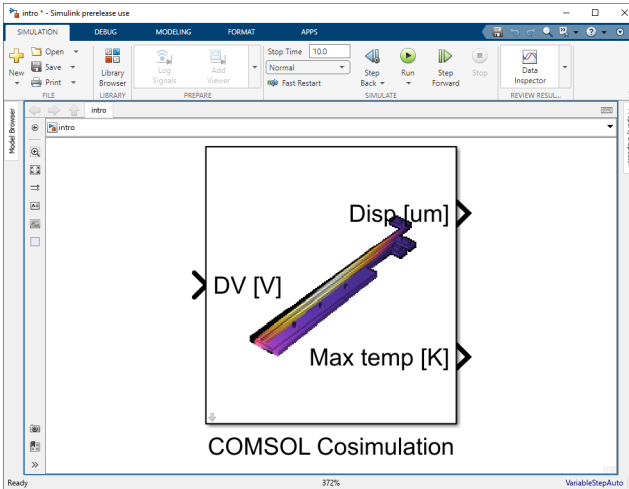 intro * - Simulink prerelease use
SIMULATION DEBUG MODELING FORMAT APPS
New
Open
Save
Print
FILE
Library
Browser
LIBRARY
Log
Signals
Add
Viewer
PREPARE
Stop Time 10.0
Normal
Fast Restart
Step
Back
Run
Step
Forward
Stop
SIMULATE
Data
Inspector
REVIEW RESUL...
Model Browser
intro
intro
Disp [um]
DV [V]
Max temp [K]
COMSOL Cosimulation
Ready 372% VariableStepAuto